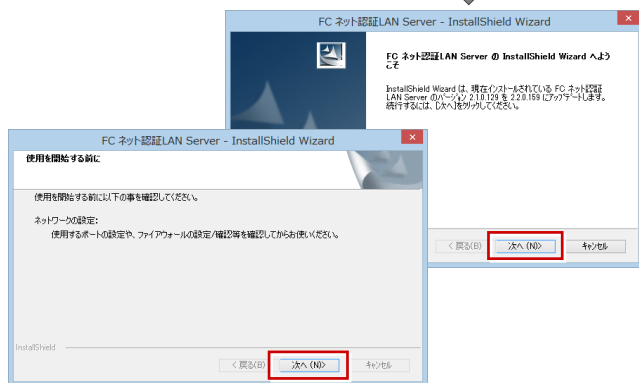 FC ネット認証LAN Server - InstallShield Wizard
FC ネット認証LAN Server の InstallShield Wizard へよう
こそ
InstallShield Wizard は、現在インストールされている FC ネット認証
LAN Server のバージョン 2.1.0.129 を 2.2.0.159 にアップデートします。
続行するには、[次へ]をクリックしてください。
< 戻る(B)
次へ (N)>
キャンセル
FC ネット認証LAN Server - InstallShield Wizard
使用を開始する前に
使用を開始する前に以下の事を確認してください。
ネットワークの設定:
使用するポートの設定や、ファイアウォールの設定/確認等を確認してからお使いください。
InstallShield
< 戻る(B)
次へ (N)>
キャンセル